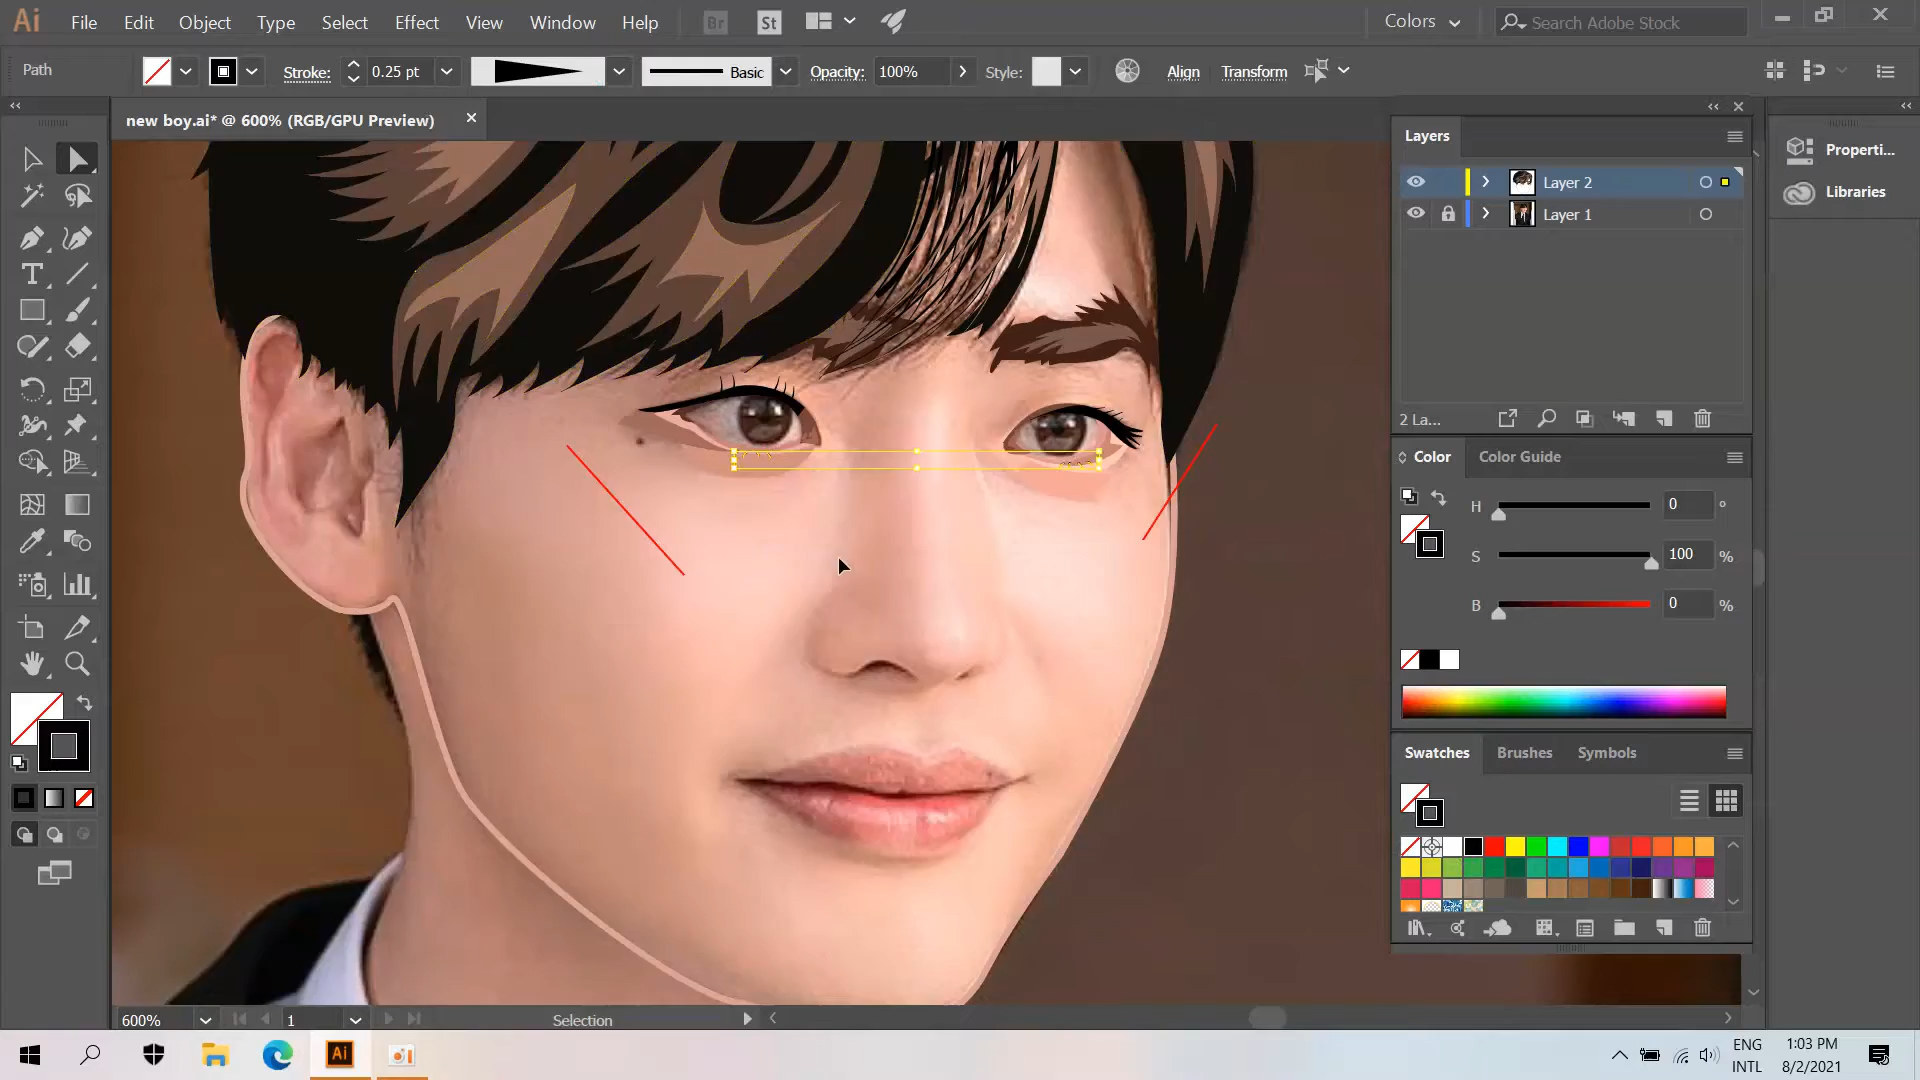 Ai File Edit Object Type Select Effect View Window Help Br St Colors Search Adobe Stock
Path Stroke: 0.25 pt Basic Opacity: 100% Style: Align Transform
new boy.ai* @ 600% (RGB/GPU Preview)
Layers
Layer 2
Layer 1
2 La...
Properti...
Libraries
Color Color Guide
H 0 °
S 100 %
B 0 %
Swatches Brushes Symbols
600% 1 Selection
Ai
ENG
INTL
1:03 PM
8/2/2021